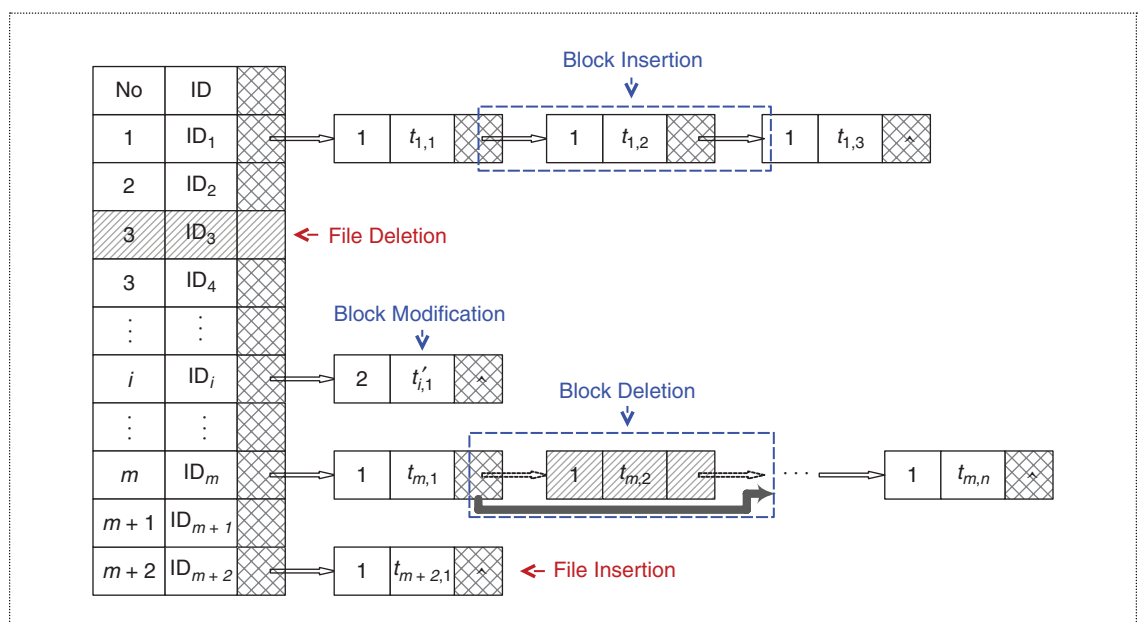 Block Insertion
No ID
1 ID₁ 1 t₁,₁ 1 t₁,₂ 1 t₁,₃ ^
2 ID₂
3 ID₃ File Deletion
3 ID₄
⋮ ⋮ Block Modification
i IDᵢ 2 t′ᵢ,₁ ^
Block Deletion
⋮ ⋮
m IDₘ 1 tₘ,₁ 1 tₘ,₂ ··· 1 tₘ,ₙ ^
m + 1 IDₘ ₊ ₁
m + 2 IDₘ ₊ ₂ 1 tₘ ₊ ₂,₁ ^ File Insertion